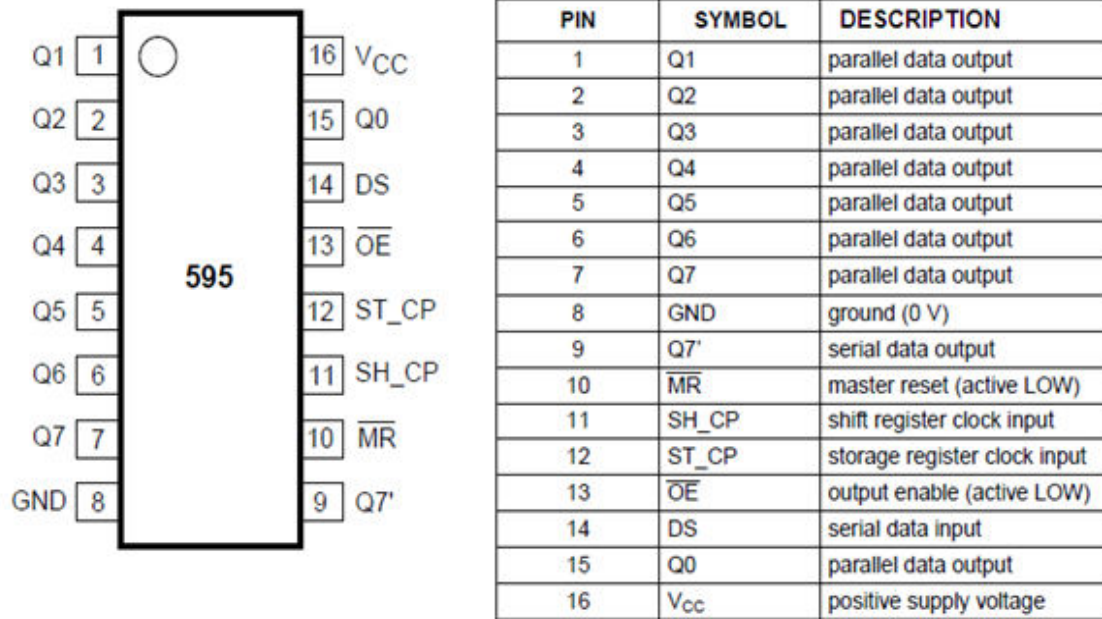 Q1 1 16 VCC
Q2 2 15 Q0
Q3 3 14 DS
Q4 4 13 O̅E̅
595
Q5 5 12 ST_CP
Q6 6 11 SH_CP
Q7 7 10 M̅R̅
GND 8 9 Q7'
PIN SYMBOL DESCRIPTION
1 Q1 parallel data output
2 Q2 parallel data output
3 Q3 parallel data output
4 Q4 parallel data output
5 Q5 parallel data output
6 Q6 parallel data output
7 Q7 parallel data output
8 GND ground (0 V)
9 Q7' serial data output
10 M̅R̅ master reset (active LOW)
11 SH_CP shift register clock input
12 ST_CP storage register clock input
13 O̅E̅ output enable (active LOW)
14 DS serial data input
15 Q0 parallel data output
16 VCC positive supply voltage